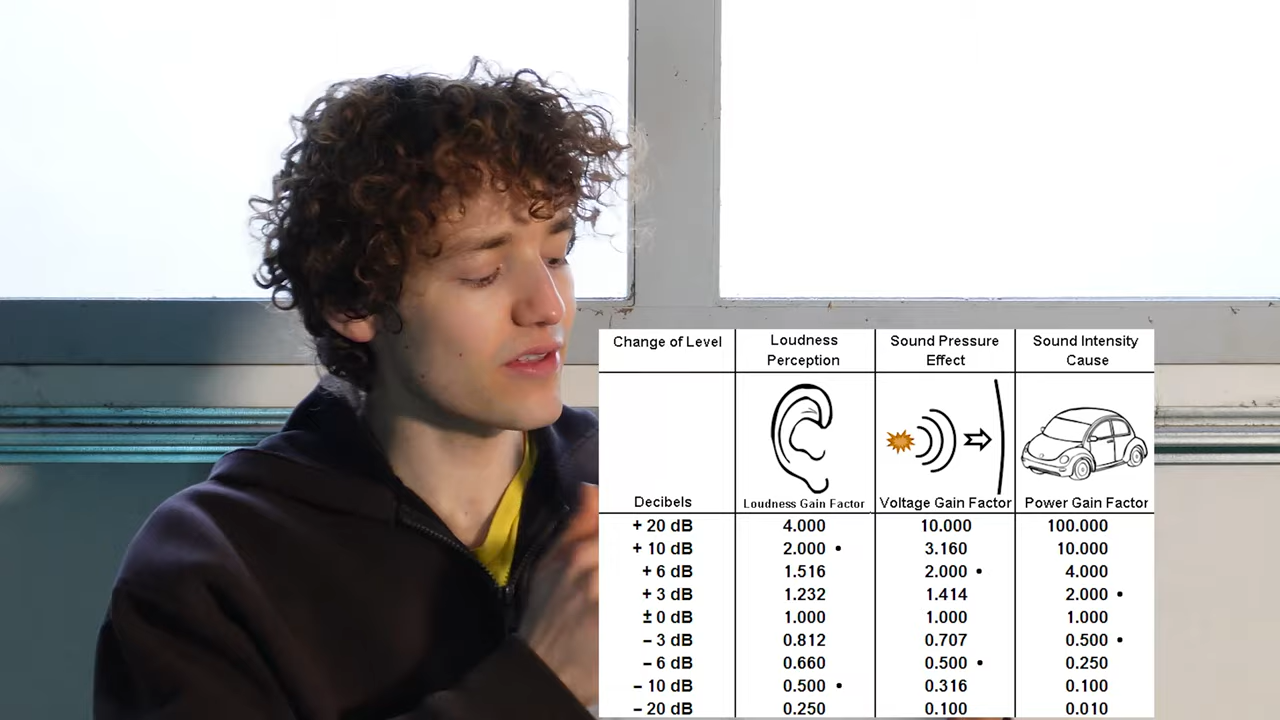 Change of Level Loudness Perception Sound Pressure Effect Sound Intensity Cause
Decibels Loudness Gain Factor Voltage Gain Factor Power Gain Factor
+ 20 dB 4.000 10.000 100.000
+ 10 dB 2.000 • 3.160 10.000
+ 6 dB 1.516 2.000 • 4.000
+ 3 dB 1.232 1.414 2.000 •
± 0 dB 1.000 1.000 1.000
– 3 dB 0.812 0.707 0.500 •
– 6 dB 0.660 0.500 • 0.250
– 10 dB 0.500 • 0.316 0.100
– 20 dB 0.250 0.100 0.010